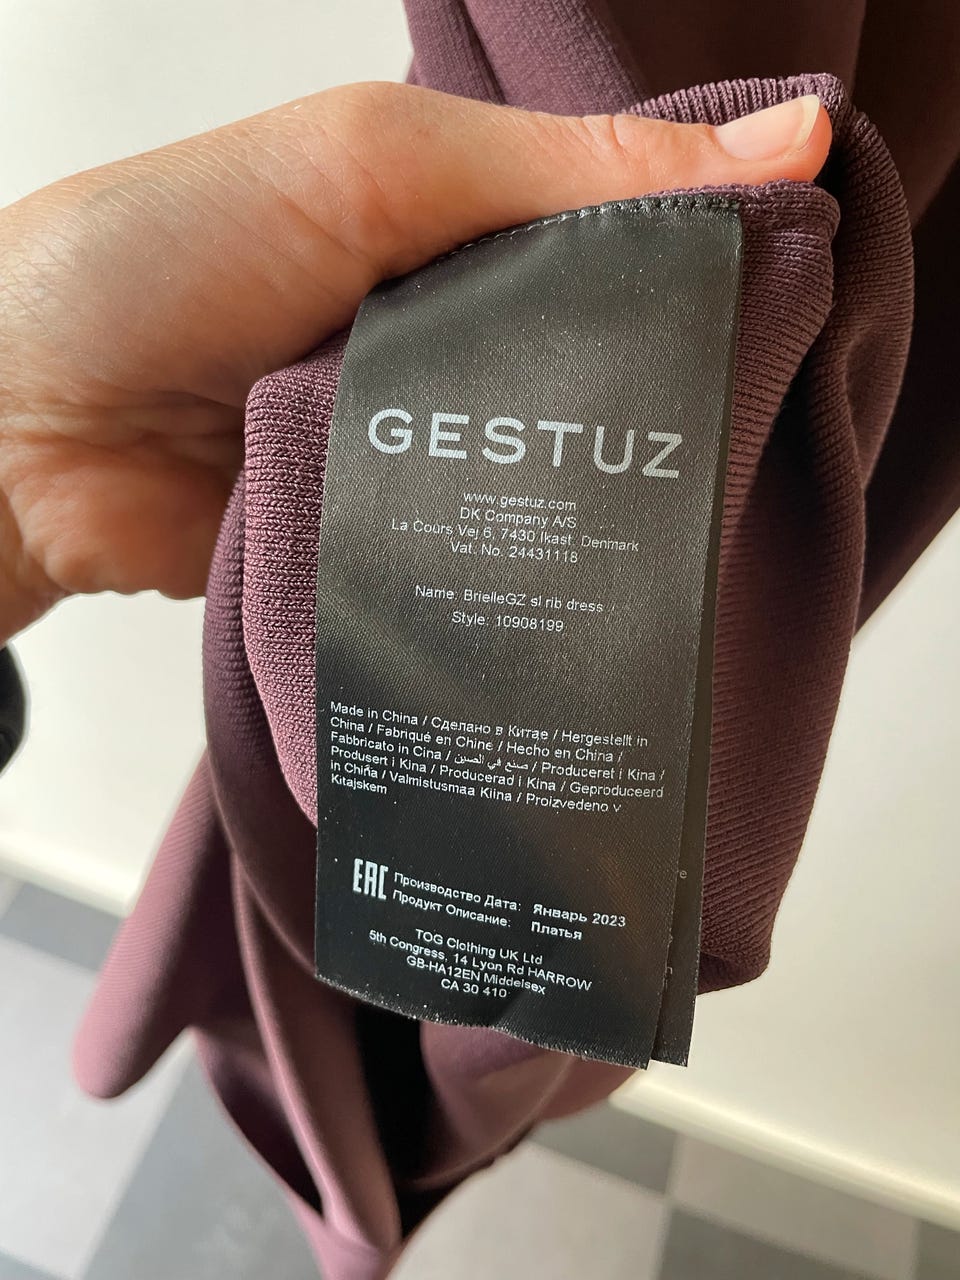 GESTUZ
www.gestuz.com
DK Company A/S
La Cours Vej 6, 7430 Ikast, Denmark
Vat. No. 24431118
Name: BrielleGZ sl rib dress
Style: 10908199
Made in China / Сделано в Китае / Hergestellt in
China / Fabriqué en Chine / Hecho en China /
Fabbricato in Cina / صنع في الصين / Produceret i Kina /
Produsert i Kina / Producerad i Kina / Geproduceerd
in China / Valmistusmaa Kiina / Proizvedeno v
Kitajskem
EAC
Производство Дата: Январь 2023
Продукт Описание: Платья
TOG Clothing UK Ltd
5th Congress, 14 Lyon Rd HARROW
GB-HA12EN Middelsex
CA 30 410